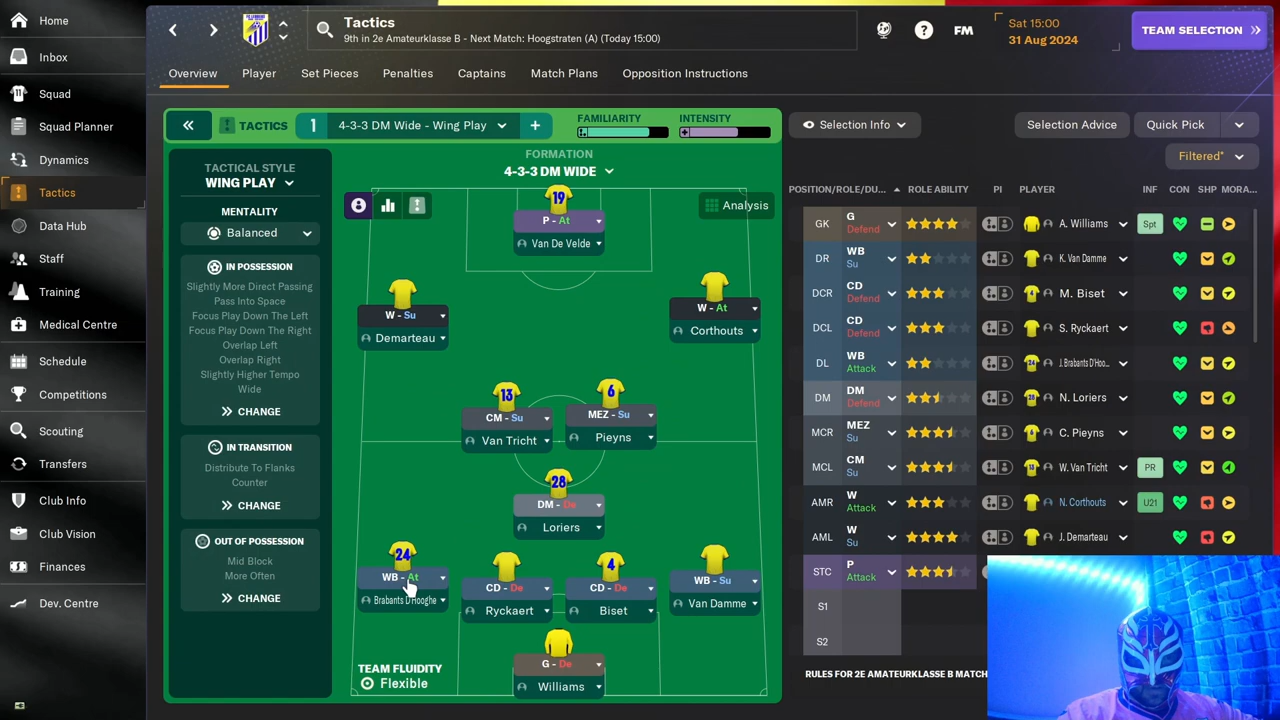 Home
Inbox
Squad
Squad Planner
Dynamics
Tactics
Data Hub
Staff
Training
Medical Centre
Schedule
Competitions
Scouting
Transfers
Club Info
Club Vision
Finances
Dev. Centre
Tactics
9th in 2e Amateurklasse B - Next Match: Hoogstraten (A) (Today 15:00)
FM
Sat 15:00
31 Aug 2024
TEAM SELECTION
Overview Player Set Pieces Penalties Captains Match Plans Opposition Instructions
TACTICS 1 4-3-3 DM Wide - Wing Play
FAMILIARITY INTENSITY
TACTICAL STYLE
WING PLAY
MENTALITY
Balanced
IN POSSESSION
Slightly More Direct Passing
Pass Into Space
Focus Play Down The Left
Focus Play Down The Right
Overlap Left
Overlap Right
Slightly Higher Tempo
Wide
CHANGE
IN TRANSITION
Distribute To Flanks
Counter
CHANGE
OUT OF POSSESSION
Mid Block
More Often
CHANGE
FORMATION
4-3-3 DM WIDE
Analysis
19
P - At
Van De Velde
W - Su
Demarteau
W - At
Corthouts
13
CM - Su
Van Tricht
6
MEZ - Su
Pieyns
28
DM - De
Loriers
24
WB - At
Brabants D'Hooghe
CD - De
Ryckaert
4
CD - De
Biset
WB - Su
Van Damme
G - De
Williams
TEAM FLUIDITY
Flexible
Selection Info Selection Advice Quick Pick
Filtered*
POSITION/ROLE/DU... ROLE ABILITY PI PLAYER INF CON SHP MORA...
GK G Defend A. Williams Spt
DR WB Su K. Van Damme
DCR CD Defend 4 M. Biset
DCL CD Defend S. Ryckaert
DL WB Attack 24 J. Brabants D'Hoo...
DM DM Defend 28 N. Loriers
MCR MEZ Su 6 C. Pieyns
MCL CM Su 13 W. Van Tricht PR
AMR W Attack N. Corthouts U21
AML W Su J. Demarteau
STC P Attack
S1
S2
RULES FOR 2E AMATEURKLASSE B MATCH